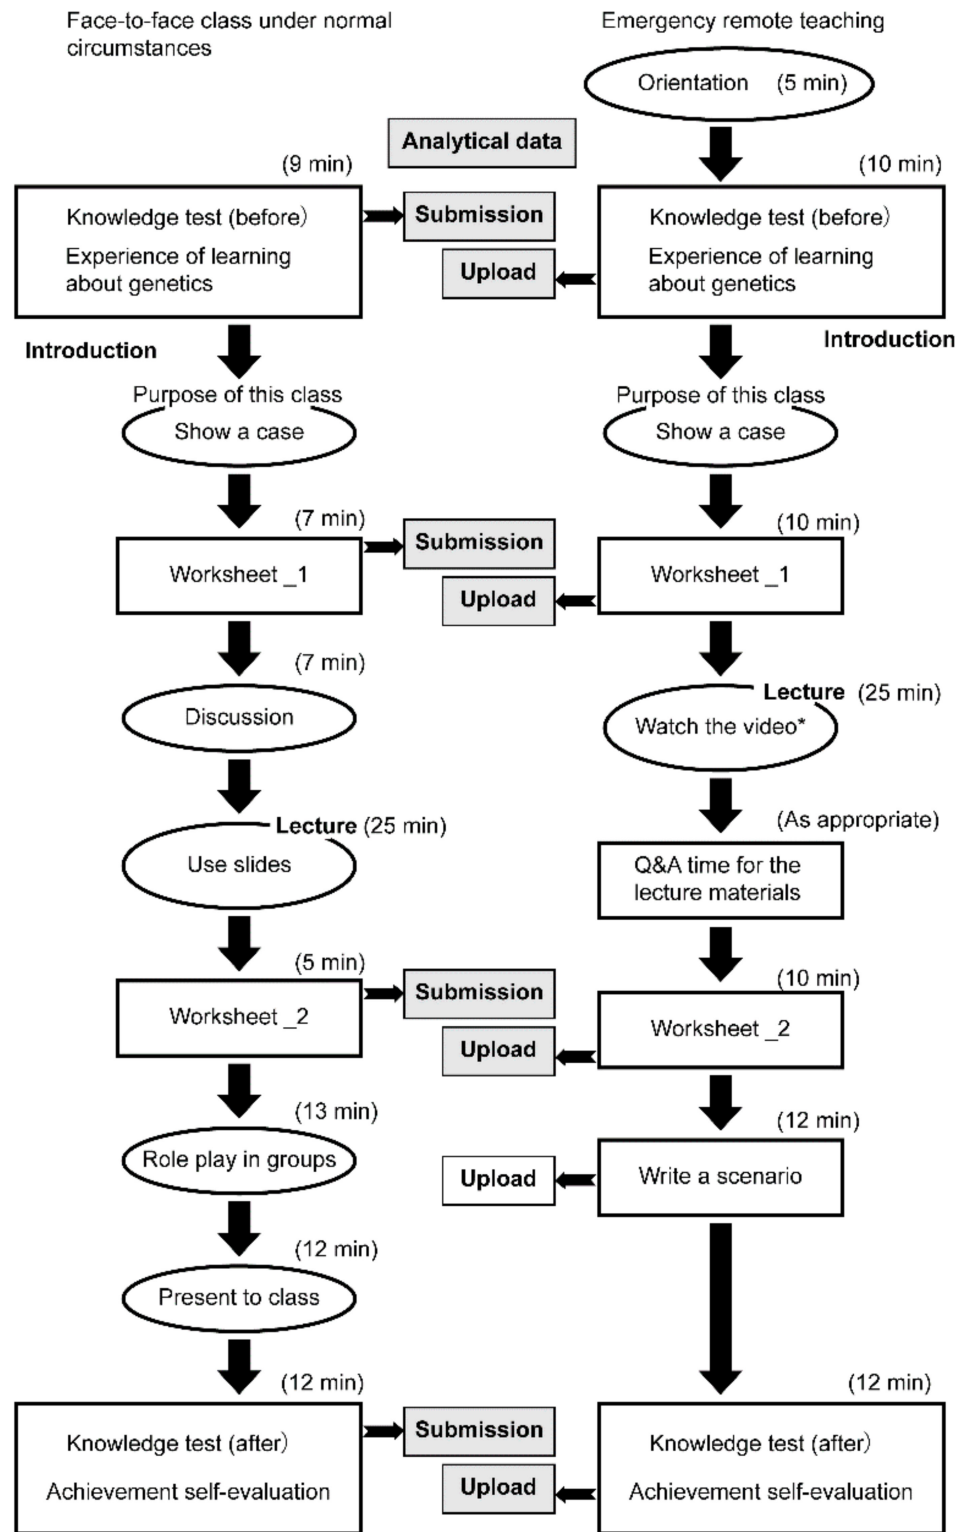 Face-to-face class under normal
circumstances
Emergency remote teaching
Orientation (5 min)
Analytical data
(9 min)
(10 min)
Knowledge test (before)
Experience of learning
about genetics
Submission
Upload
Knowledge test (before)
Experience of learning
about genetics
Introduction
Introduction
Purpose of this class
Show a case
Purpose of this class
Show a case
(7 min)
Worksheet _1
Submission
Upload
(10 min)
Worksheet _1
(7 min)
Discussion
Lecture (25 min)
Watch the video*
Lecture (25 min)
Use slides
(As appropriate)
Q&A time for the
lecture materials
(5 min)
Worksheet _2
Submission
Upload
(10 min)
Worksheet _2
(13 min)
Role play in groups
(12 min)
Upload
Write a scenario
(12 min)
Present to class
(12 min)
Knowledge test (after)
Achievement self-evaluation
Submission
Upload
(12 min)
Knowledge test (after)
Achievement self-evaluation